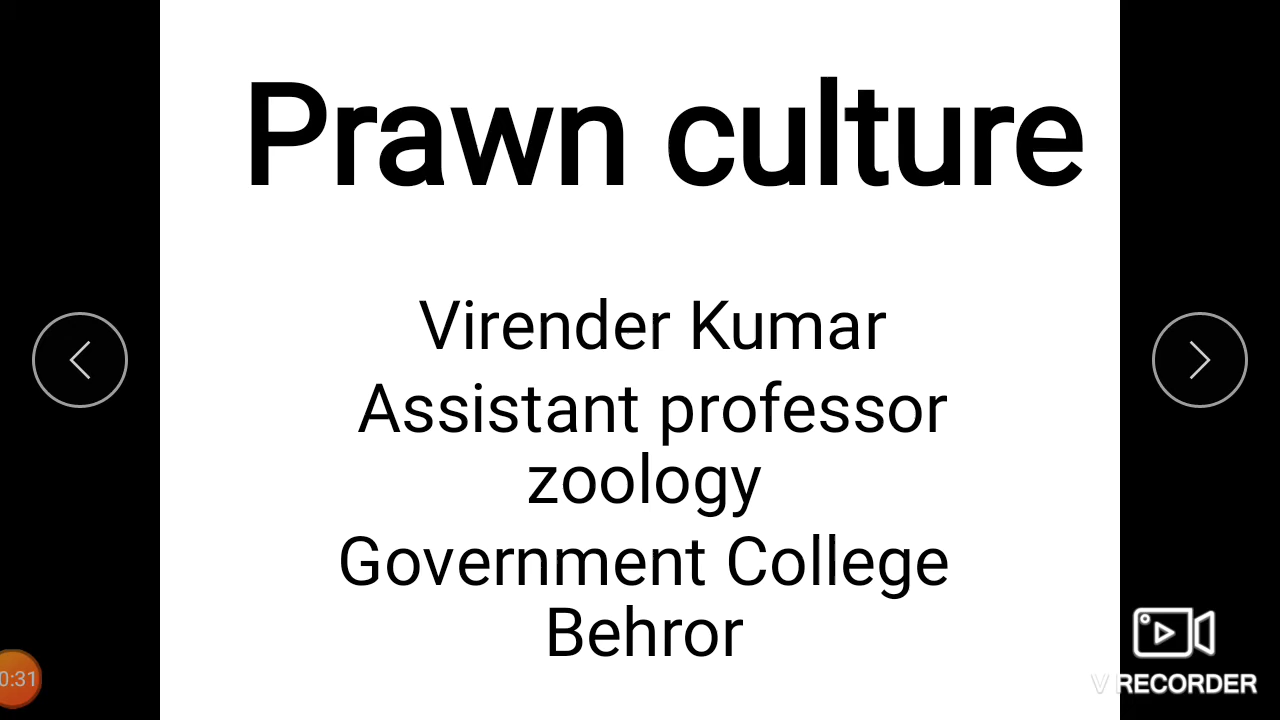 Prawn culture
Virender Kumar
Assistant professor
zoology
Government College
Behror
0:31
V RECORDER